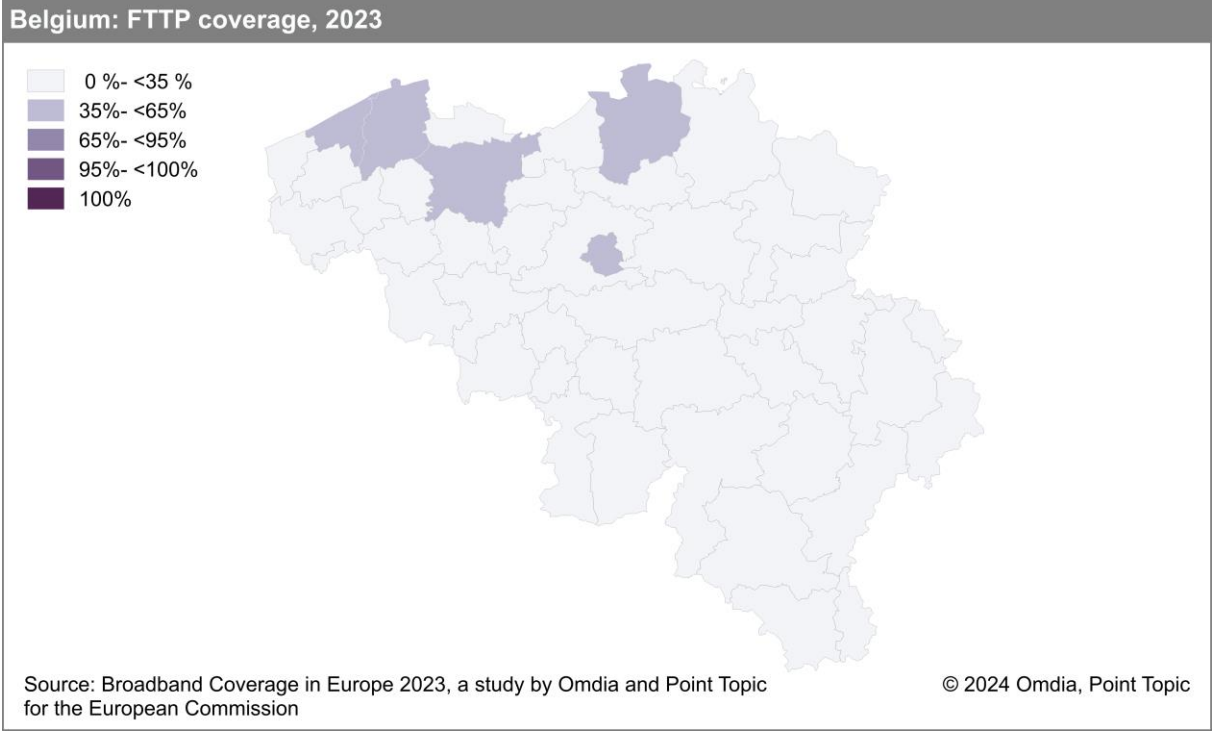 Belgium: FTTP coverage, 2023
0 %- <35 %
35%- <65%
65%- <95%
95%- <100%
100%
Source: Broadband Coverage in Europe 2023, a study by Omdia and Point Topic
for the European Commission
© 2024 Omdia, Point Topic